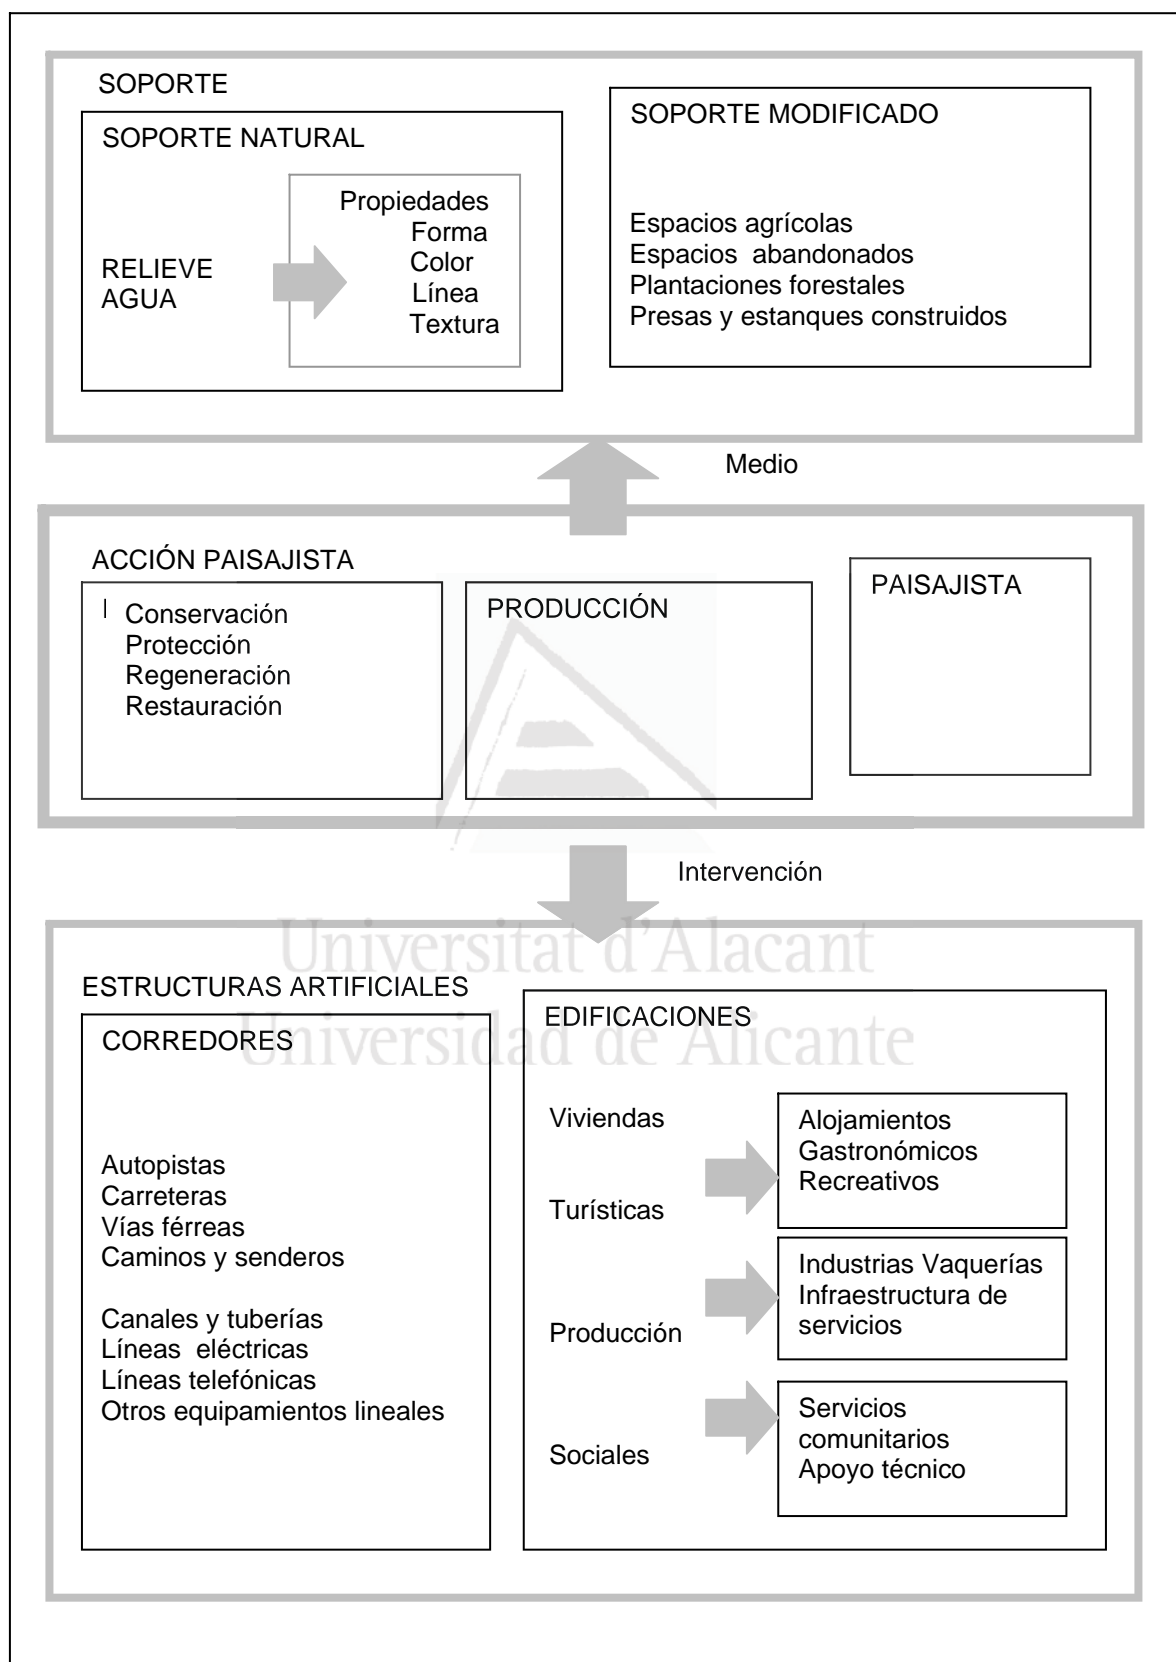 SOPORTE
SOPORTE NATURAL
RELIEVE
AGUA
Propiedades
Forma
Color
Línea
Textura
SOPORTE MODIFICADO
Espacios agrícolas
Espacios abandonados
Plantaciones forestales
Presas y estanques construidos
Medio
ACCIÓN PAISAJISTA
Conservación
Protección
Regeneración
Restauración
PRODUCCIÓN
PAISAJISTA
Intervención
Universitat d'Alacant
Universidad de Alicante
ESTRUCTURAS ARTIFICIALES
CORREDORES
Autopistas
Carreteras
Vías férreas
Caminos y senderos
Canales y tuberías
Líneas eléctricas
Líneas telefónicas
Otros equipamientos lineales
EDIFICACIONES
Viviendas
Turísticas
Producción
Sociales
Alojamientos
Gastronómicos
Recreativos
Industrias Vaquerías
Infraestructura de
servicios
Servicios
comunitarios
Apoyo técnico